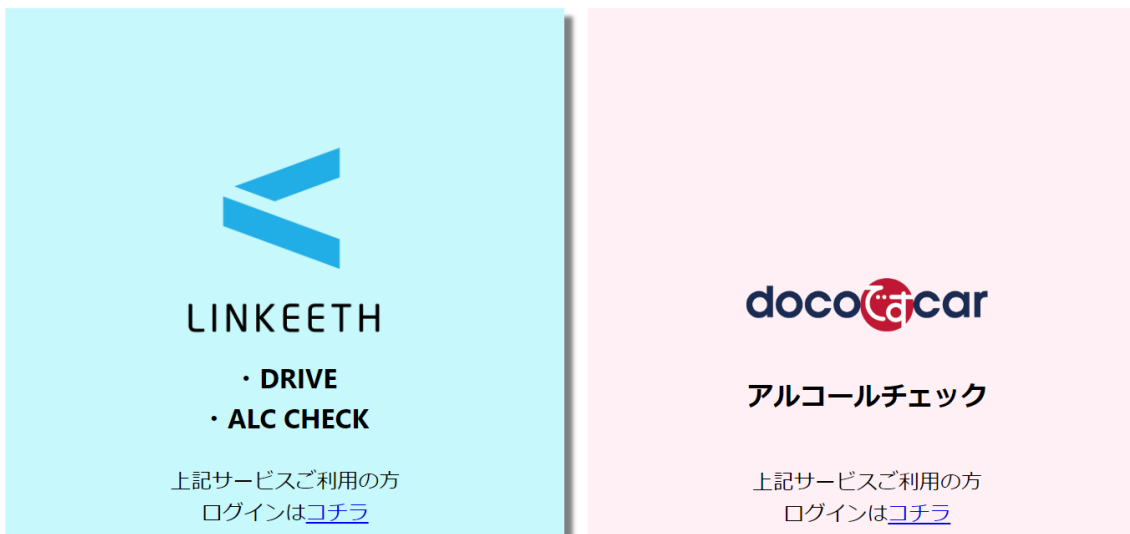 LINKEETH
・DRIVE
・ALC CHECK
上記サービスご利用の方
ログインはコチラ
docoですcar
アルコールチェック
上記サービスご利用の方
ログインはコチラ